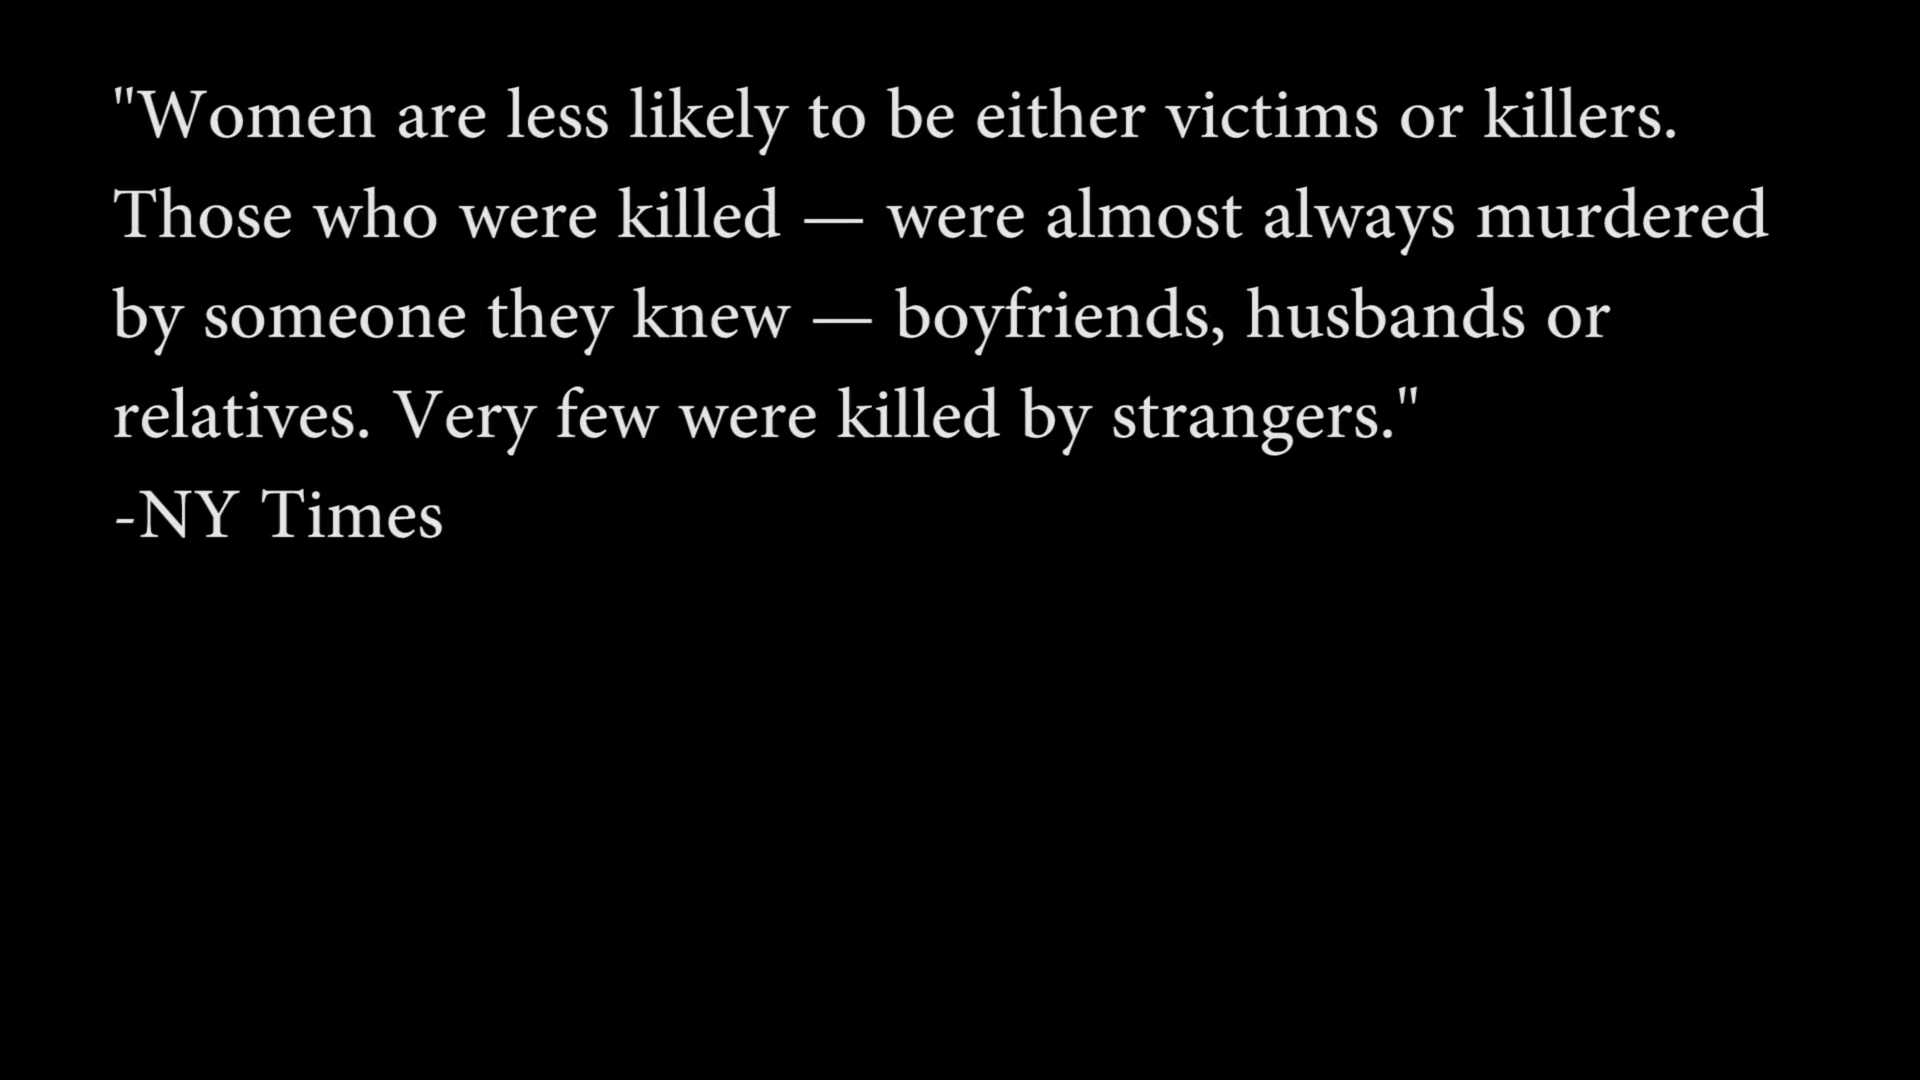 "Women are less likely to be either victims or killers.
Those who were killed — were almost always murdered
by someone they knew — boyfriends, husbands or
relatives. Very few were killed by strangers."
-NY Times